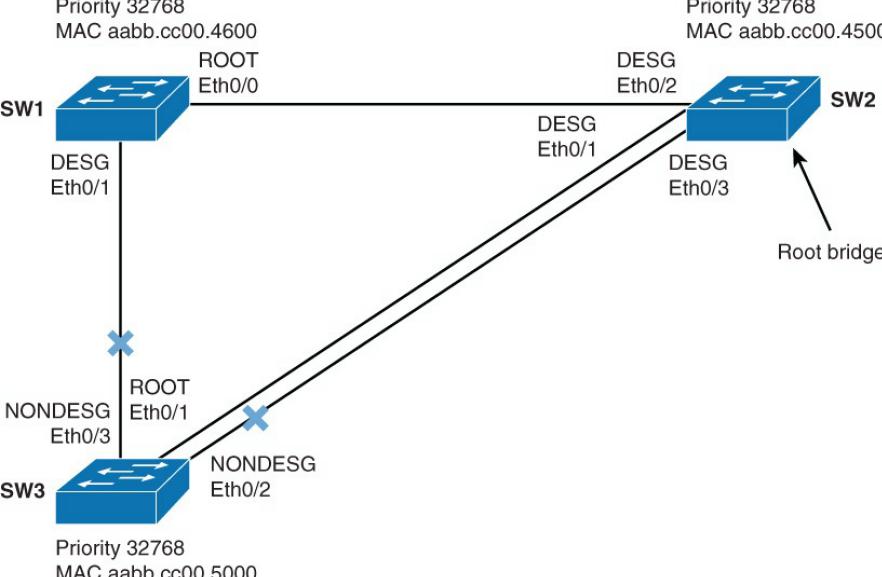 Priority 32768
MAC aabb.cc00.4600
Priority 32768
MAC aabb.cc00.4500
ROOT
Eth0/0
DESG
Eth0/2
SW1
SW2
DESG
Eth0/1
DESG
Eth0/1
DESG
Eth0/3
Root bridge
ROOT
Eth0/1
NONDESG
Eth0/3
NONDESG
Eth0/2
SW3
Priority 32768
MAC aabb.cc00.5000